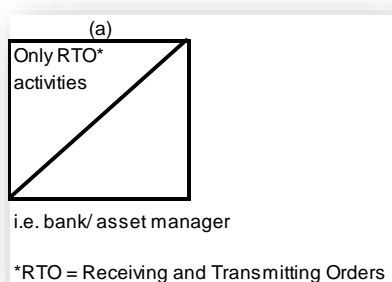 (a)
Only RTO*
activities
i.e. bank/ asset manager
*RTO = Receiving and Transmitting Orders